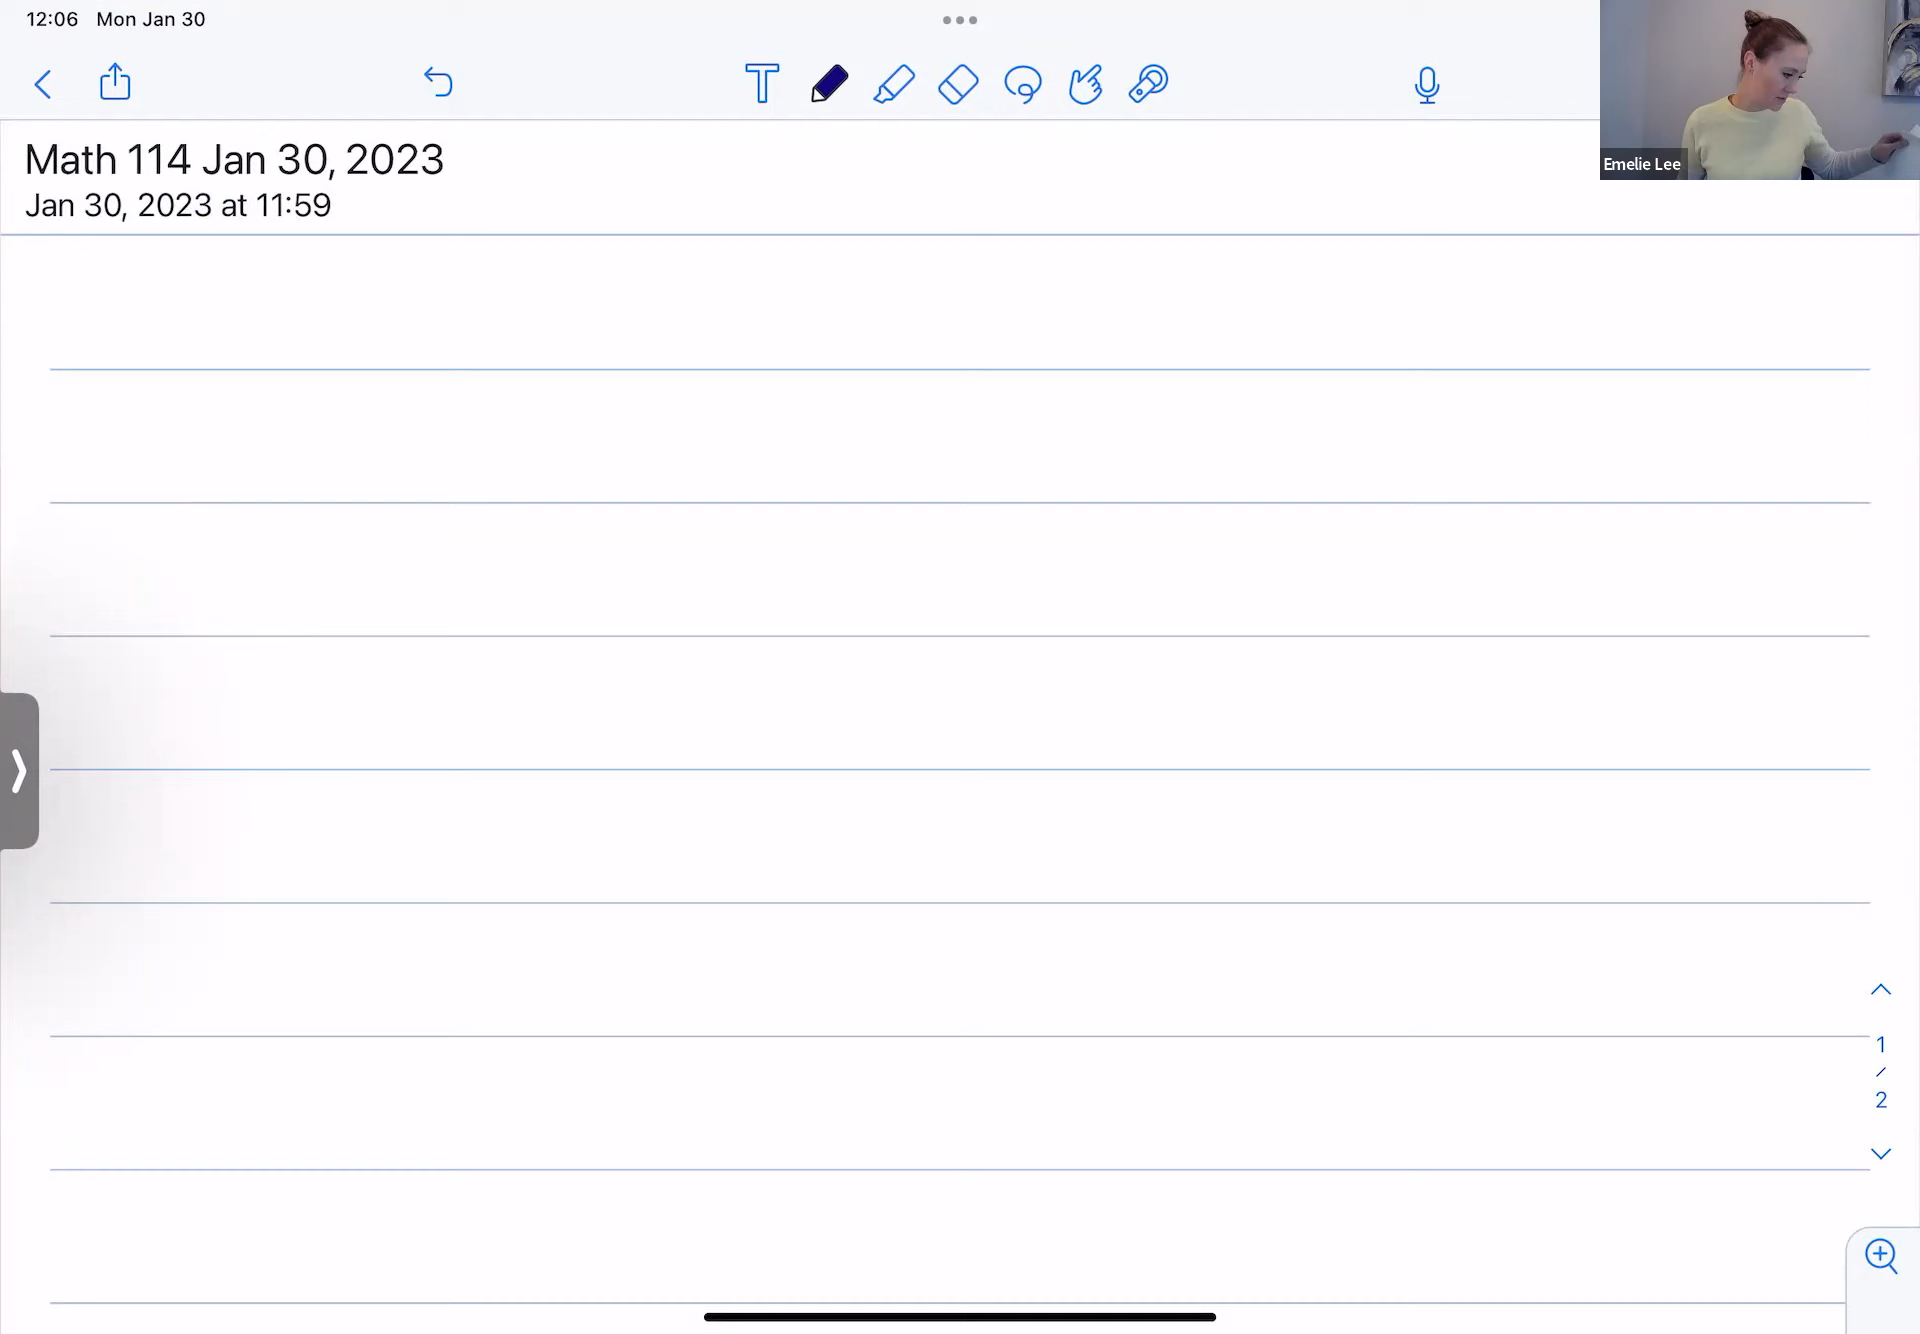 12:06 Mon Jan 30
Math 114 Jan 30, 2023
Jan 30, 2023 at 11:59
Emelie Lee
1
/
2